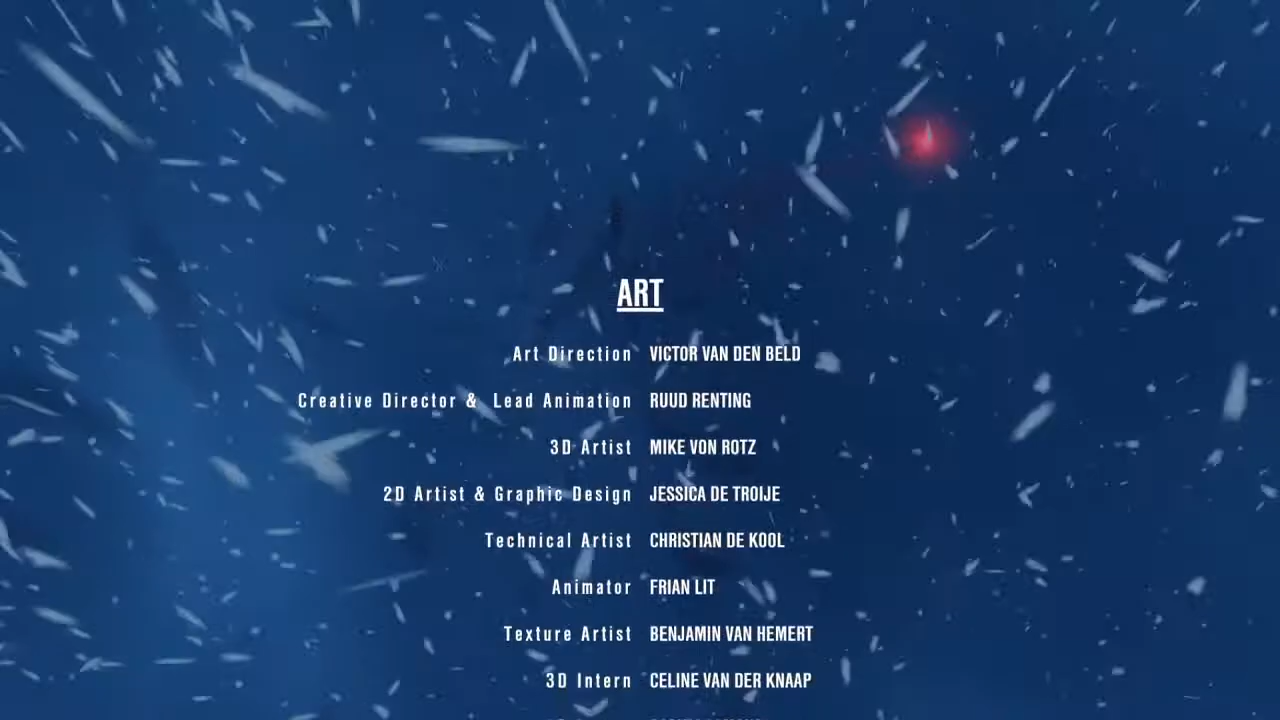 ART
Art Direction VICTOR VAN DEN BELD
Creative Director & Lead Animation RUUD RENTING
3D Artist MIKE VON ROTZ
2D Artist & Graphic Design JESSICA DE TROIJE
Technical Artist CHRISTIAN DE KOOL
Animator FRIAN LIT
Texture Artist BENJAMIN VAN HEMERT
3D Intern CELINE VAN DER KNAAP